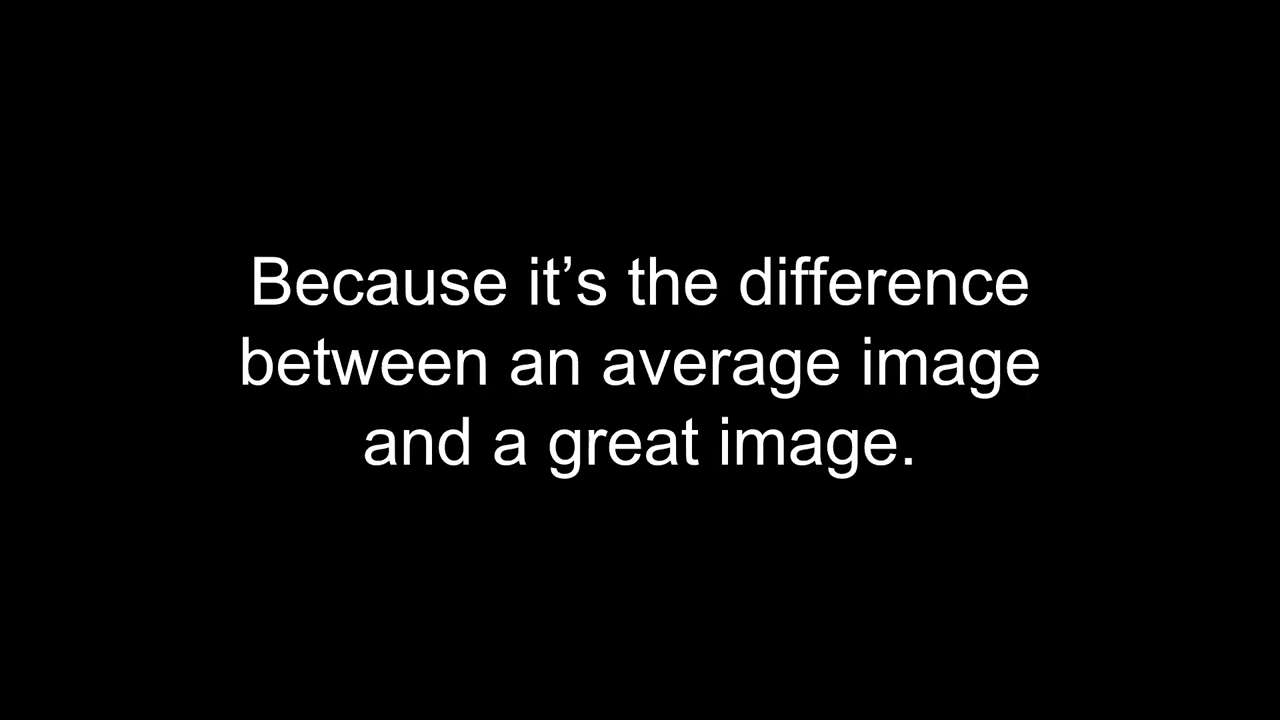 Because it’s the difference
between an average image
and a great image.